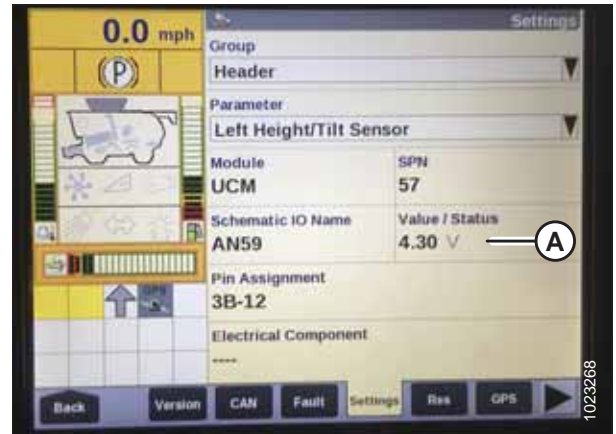 0.0 mph
Settings
(P)
Group
Header
Parameter
Left Height/Tilt Sensor
Module
SPN
UCM
57
Schematic IO Name
Value / Status
AN59
4.30 V
A
Pin Assignment
3B-12
GPS
Electrical Component
----
Back
Version
CAN
Fault
Settings
Res
GPS
1023268